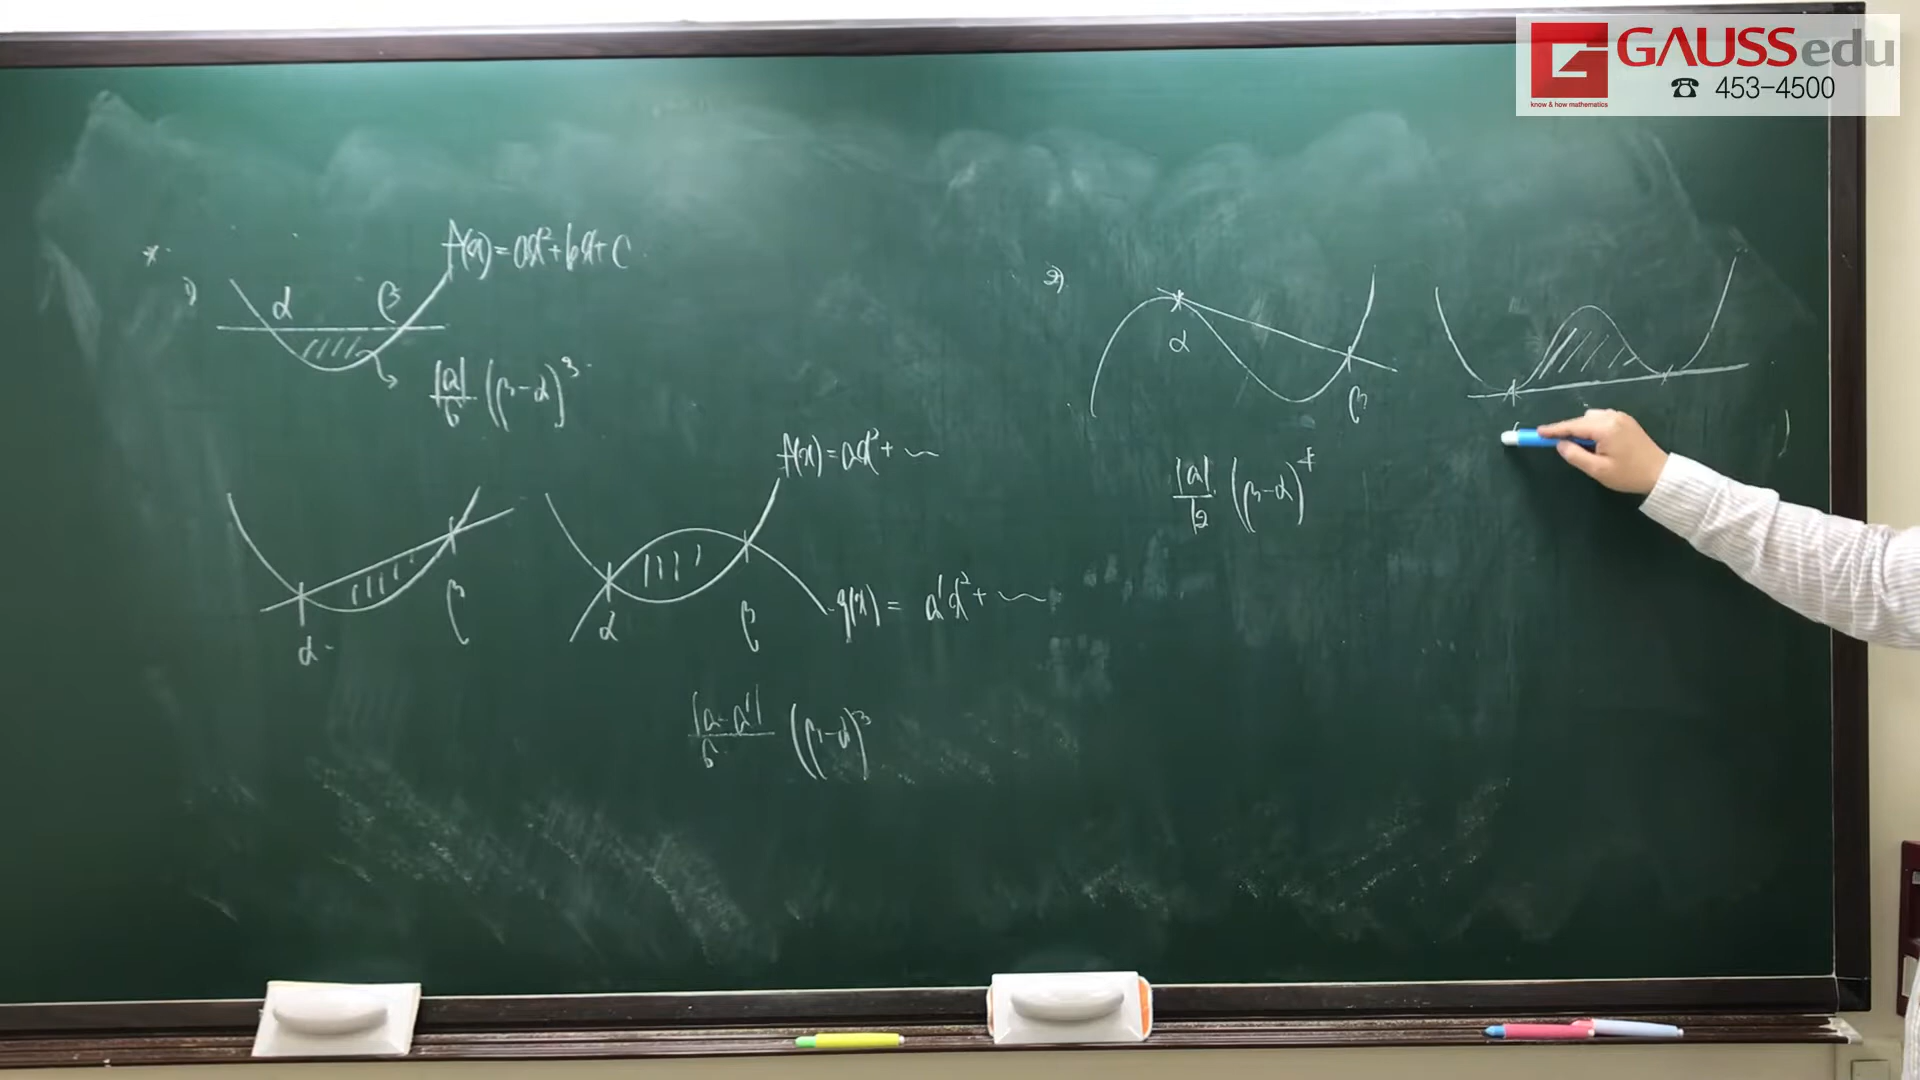 GAUSSedu
know & how mathematics
☎ 453-4500
*
1)
α β f(x)=ax²+bx+c
|a|/6 (β-α)³
f(x)=ax²+ ~
α β
α β g(x) = a'x²+ ~
|a-a'|/6 (β-α)³
2)
α β
|a|/12 (β-α)⁴